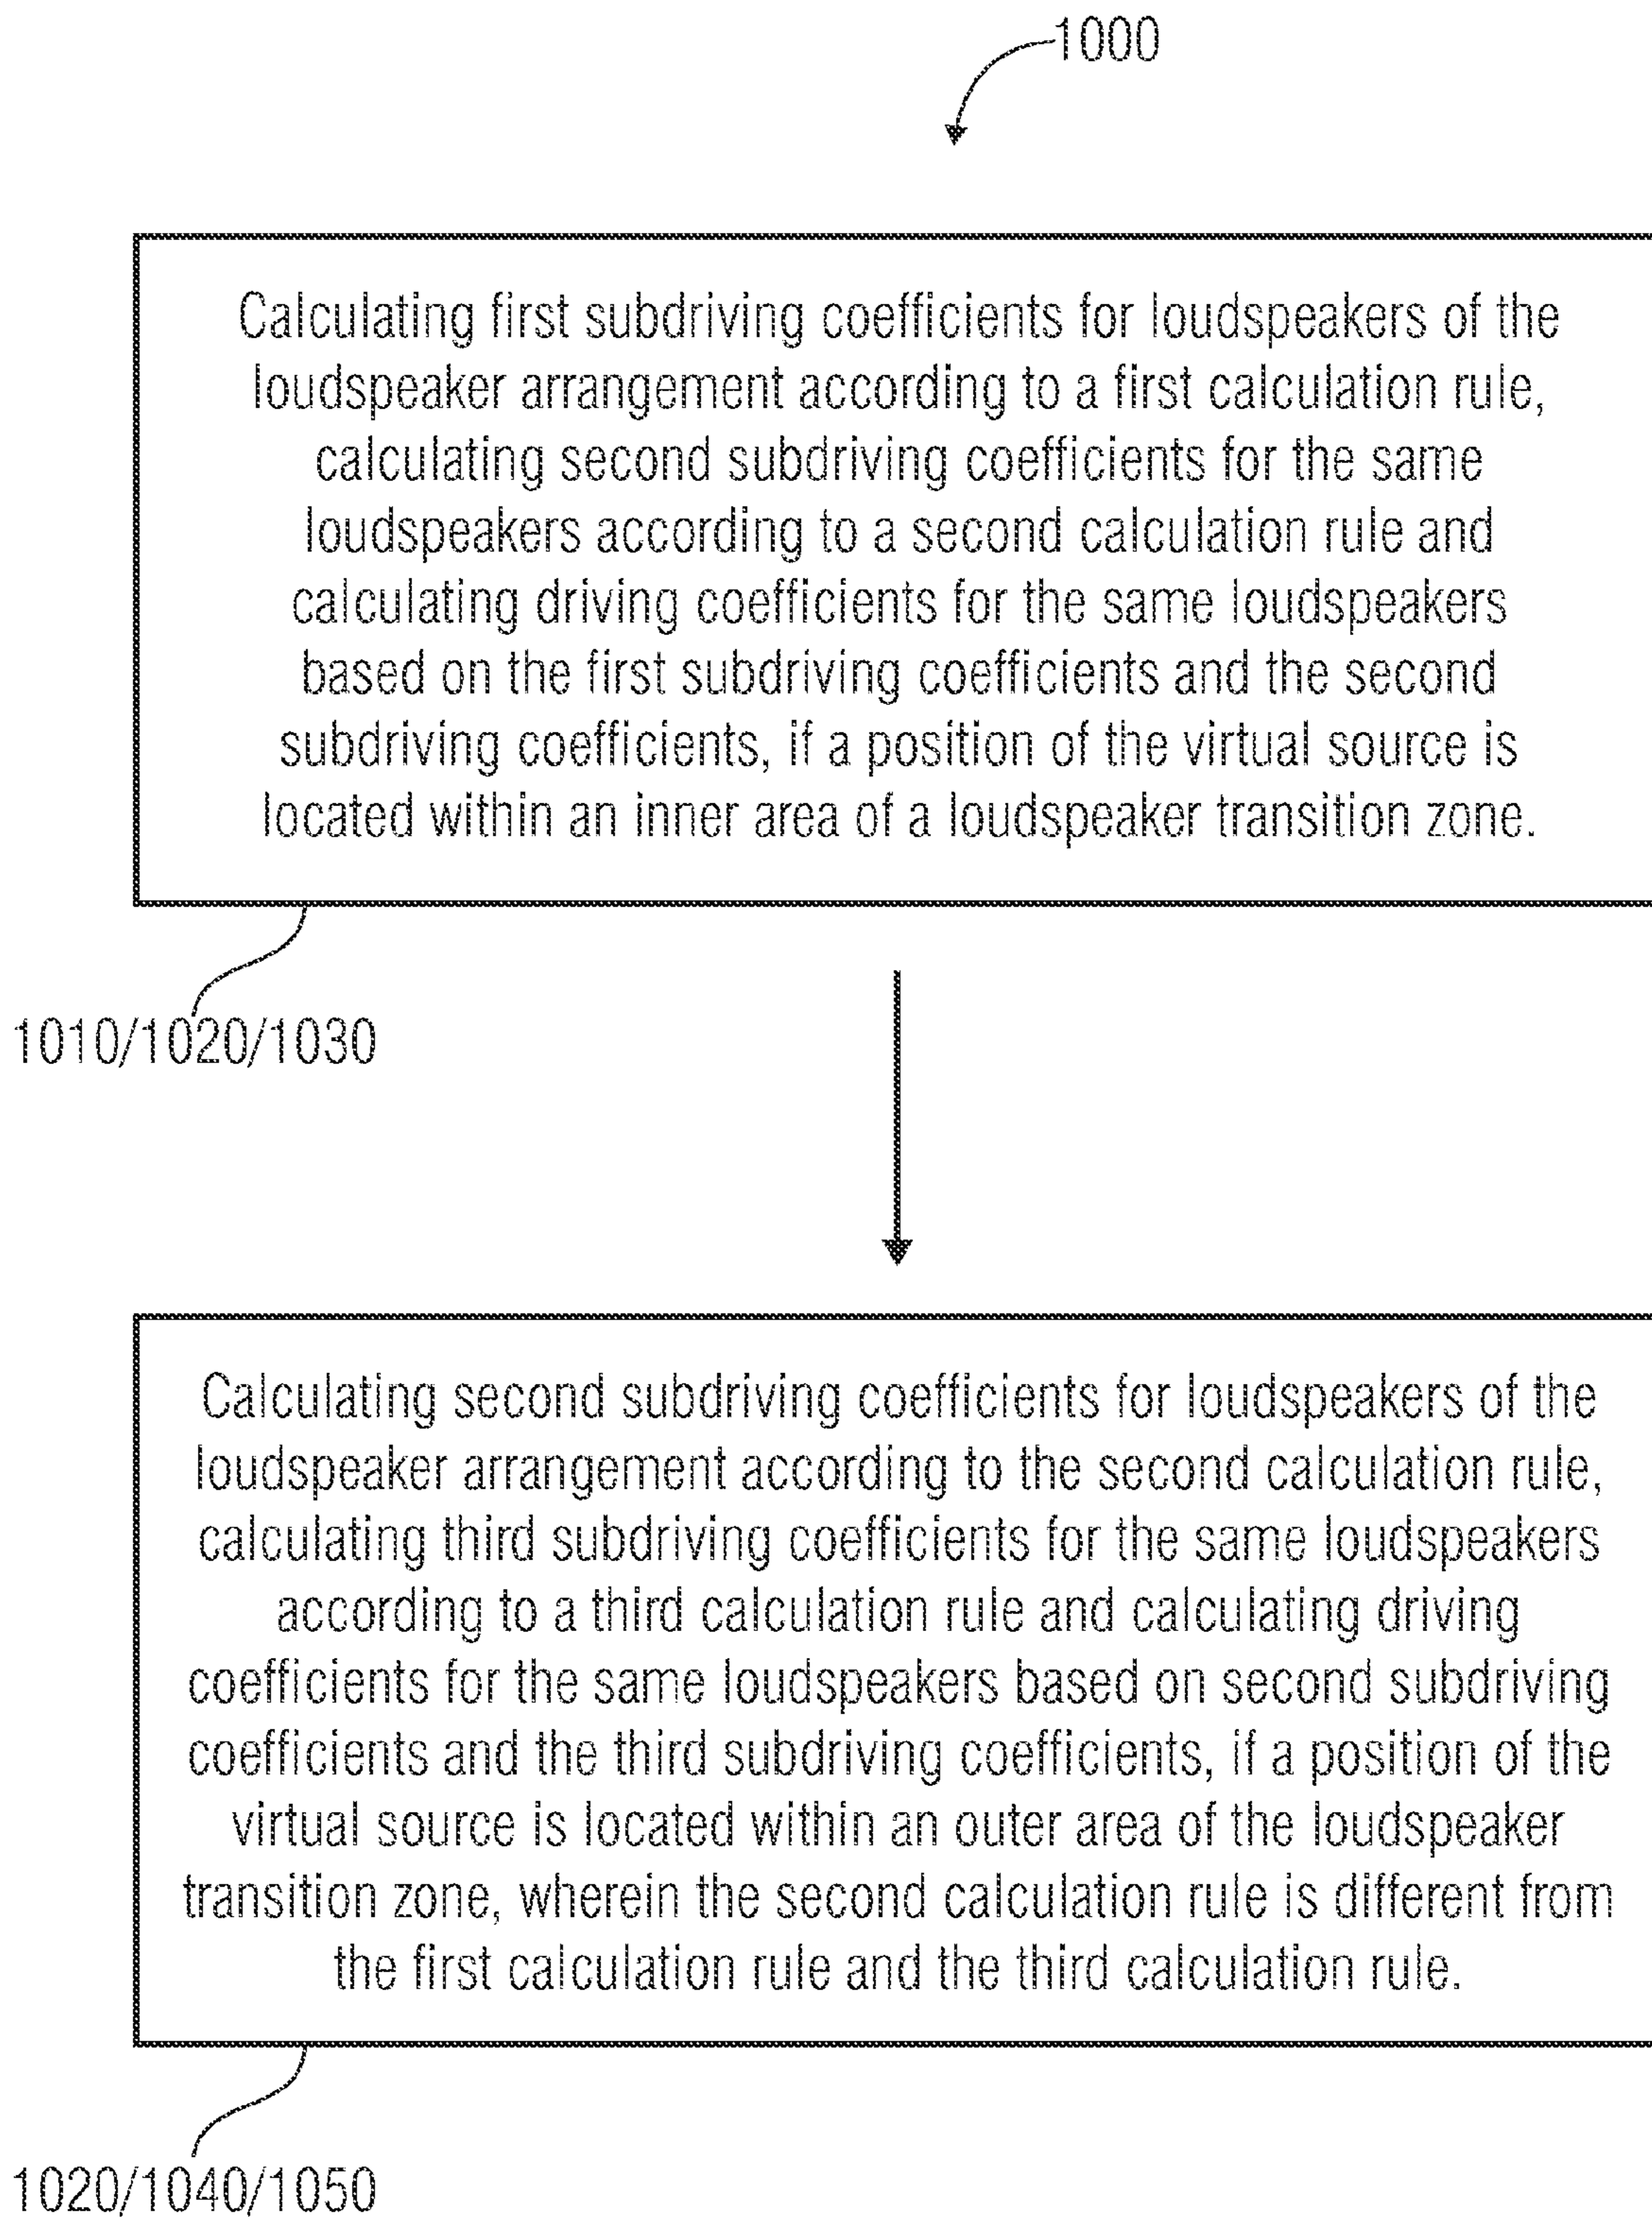 1000
Calculating first subdriving coefficients for loudspeakers of the
loudspeaker arrangement according to a first calculation rule,
calculating second subdriving coefficients for the same
loudspeakers according to a second calculation rule and
calculating driving coefficients for the same loudspeakers
based on the first subdriving coefficients and the second
subdriving coefficients, if a position of the virtual source is
located within an inner area of a loudspeaker transition zone.
1010/1020/1030
Calculating second subdriving coefficients for loudspeakers of the
loudspeaker arrangement according to the second calculation rule,
calculating third subdriving coefficients for the same loudspeakers
according to a third calculation rule and calculating driving
coefficients for the same loudspeakers based on second subdriving
coefficients and the third subdriving coefficients, if a position of the
virtual source is located within an outer area of the loudspeaker
transition zone, wherein the second calculation rule is different from
the first calculation rule and the third calculation rule.
1020/1040/1050